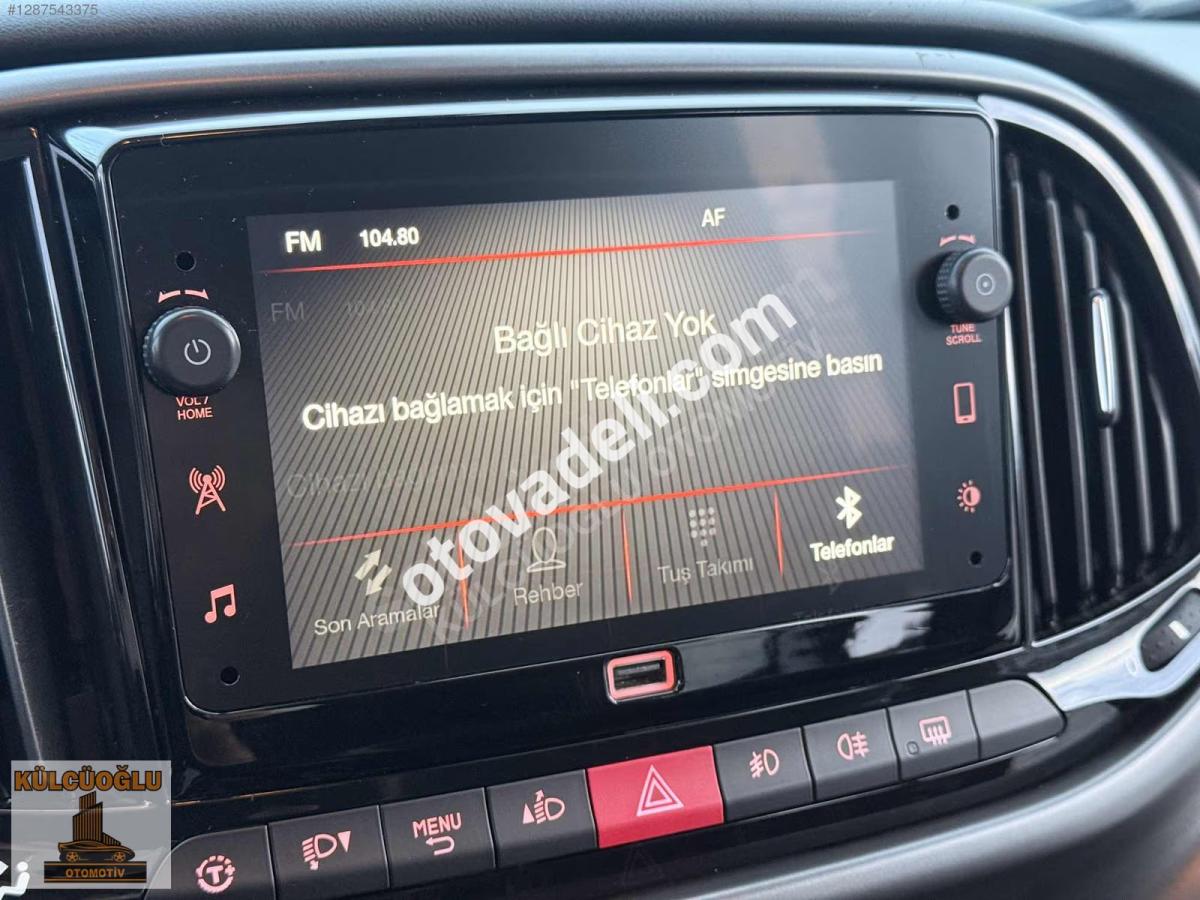 #1287543375
FM 104.80 AF
Bağlı Cihaz Yok
Cihazı bağlamak için "Telefonlar" simgesine basın
Son Aramalar
Rehber
Tuş Takımı
Telefonlar
VOL /
HOME
TUNE
SCROLL
otovadeli.com
MENU
T
KÜLCÜOĞLU
OTOMOTİV